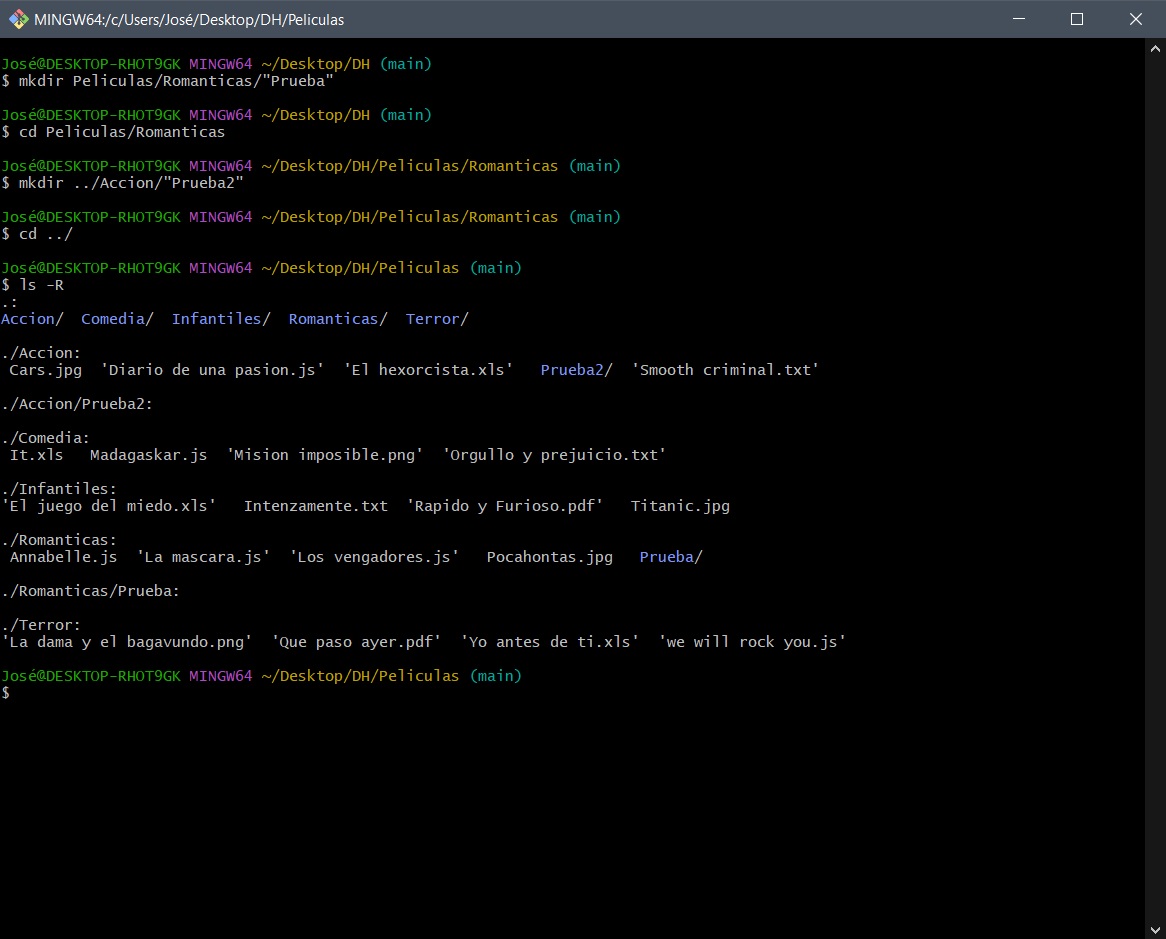 MINGW64:/c/Users/José/Desktop/DH/Peliculas
José@DESKTOP-RHOT9GK MINGW64 ~/Desktop/DH (main)
$ mkdir Peliculas/Romanticas/"Prueba"
José@DESKTOP-RHOT9GK MINGW64 ~/Desktop/DH (main)
$ cd Peliculas/Romanticas
José@DESKTOP-RHOT9GK MINGW64 ~/Desktop/DH/Peliculas/Romanticas (main)
$ mkdir ../Accion/"Prueba2"
José@DESKTOP-RHOT9GK MINGW64 ~/Desktop/DH/Peliculas/Romanticas (main)
$ cd ../
José@DESKTOP-RHOT9GK MINGW64 ~/Desktop/DH/Peliculas (main)
$ ls -R
.:
Accion/  Comedia/  Infantiles/  Romanticas/  Terror/
./Accion:
 Cars.jpg  'Diario de una pasion.js'  'El hexorcista.xls'   Prueba2/  'Smooth criminal.txt'
./Accion/Prueba2:
./Comedia:
 It.xls   Madagaskar.js  'Mision imposible.png'  'Orgullo y prejuicio.txt'
./Infantiles:
'El juego del miedo.xls'   Intenzamente.txt  'Rapido y Furioso.pdf'   Titanic.jpg
./Romanticas:
 Annabelle.js  'La mascara.js'  'Los vengadores.js'   Pocahontas.jpg   Prueba/
./Romanticas/Prueba:
./Terror:
'La dama y el bagavundo.png'  'Que paso ayer.pdf'  'Yo antes de ti.xls'  'we will rock you.js'
José@DESKTOP-RHOT9GK MINGW64 ~/Desktop/DH/Peliculas (main)
$